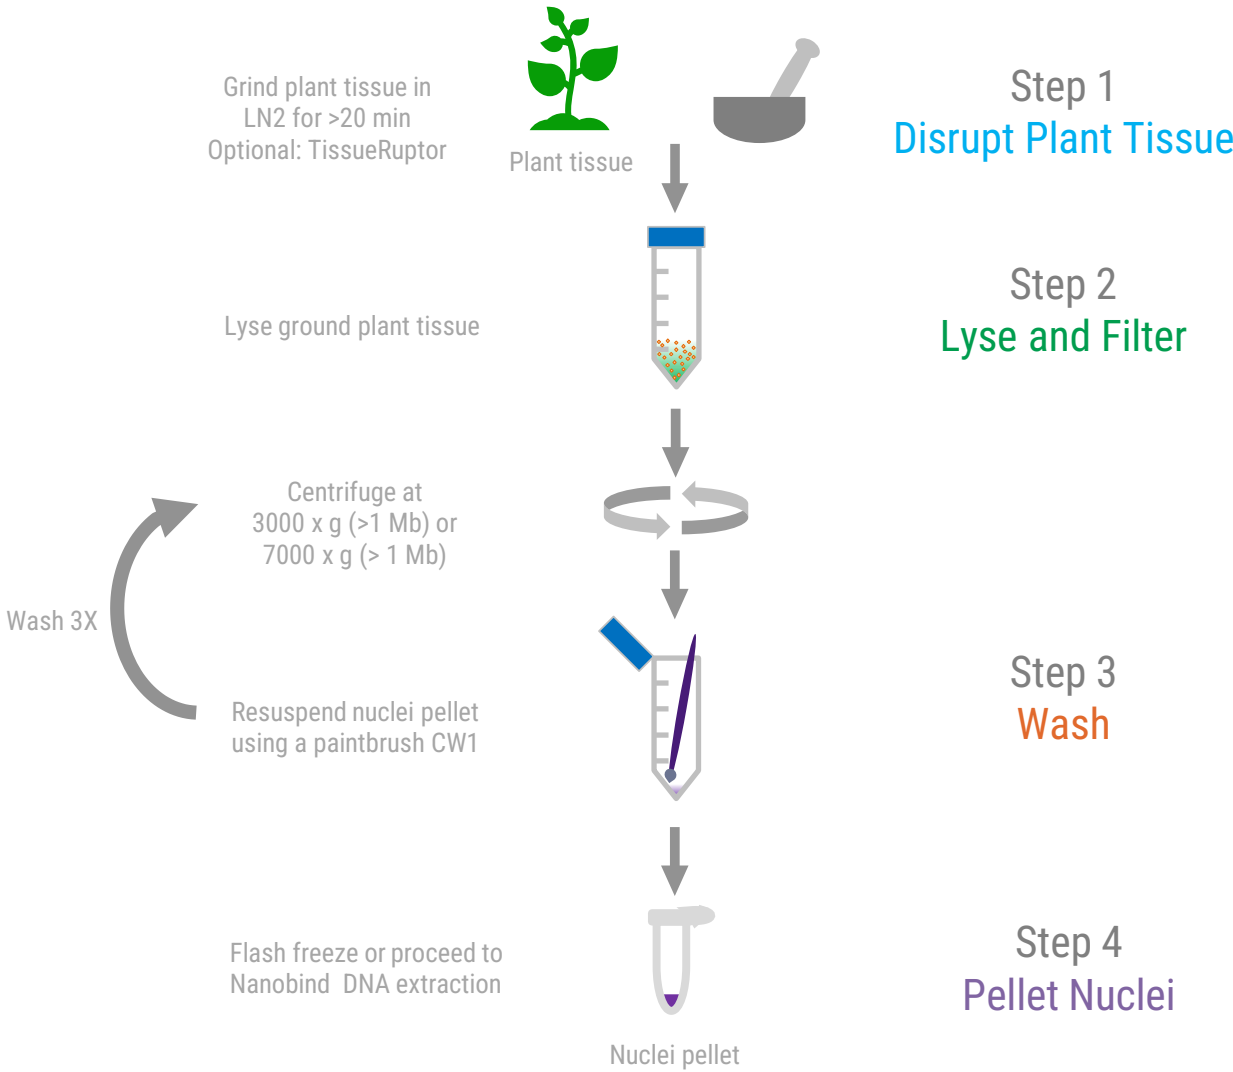 Grind plant tissue in
LN2 for >20 min
Optional: TissueRuptor
Plant tissue
Step 1
Disrupt Plant Tissue
Lyse ground plant tissue
Step 2
Lyse and Filter
Centrifuge at
3000 x g (>1 Mb) or
7000 x g (> 1 Mb)
Wash 3X
Resuspend nuclei pellet
using a paintbrush CW1
Step 3
Wash
Flash freeze or proceed to
Nanobind  DNA extraction
Step 4
Pellet Nuclei
Nuclei pellet